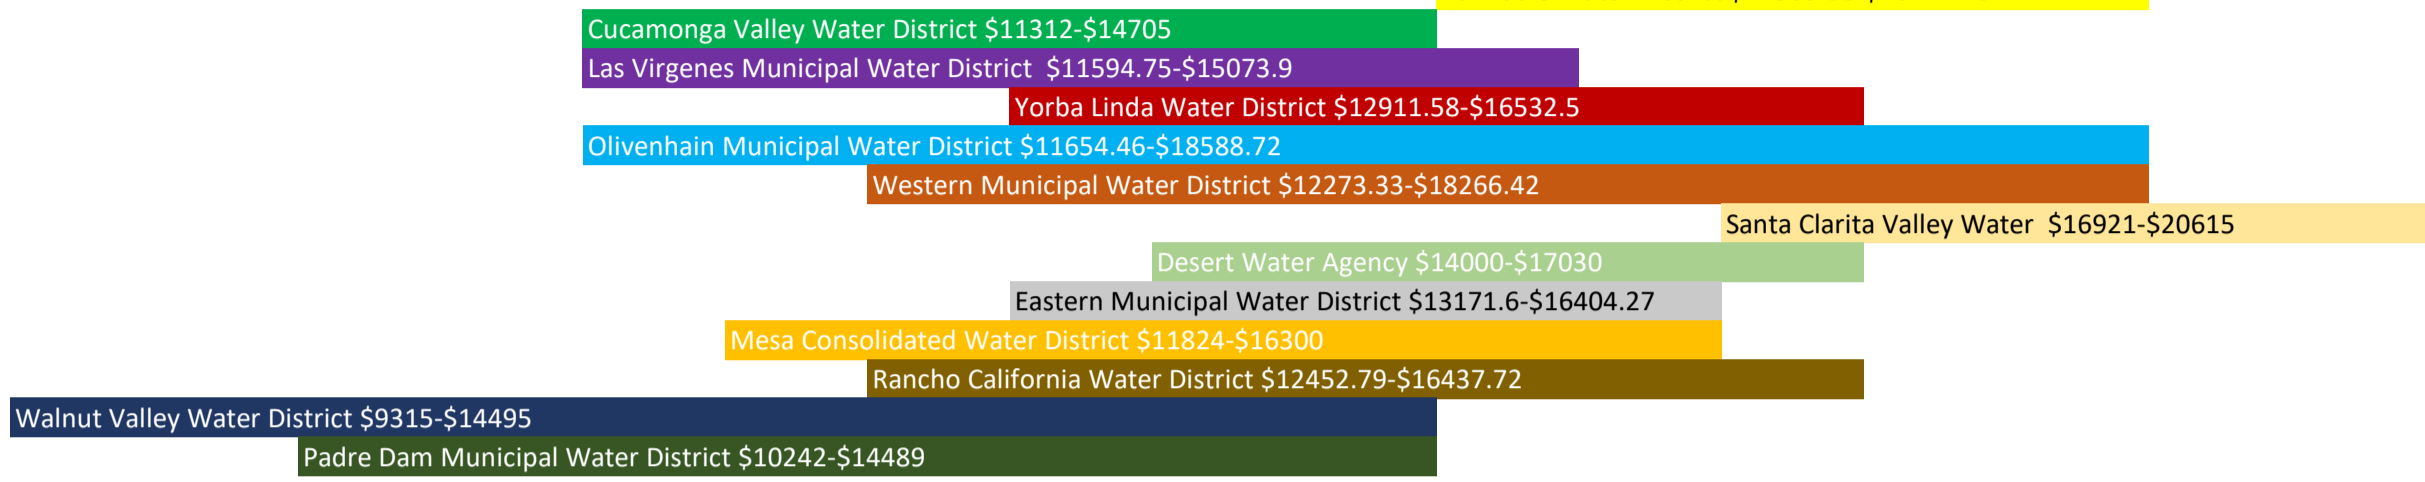 Cucamonga Valley Water District $11312-$14705
Las Virgenes Municipal Water District  $11594.75-$15073.9
Yorba Linda Water District $12911.58-$16532.5
Olivenhain Municipal Water District $11654.46-$18588.72
Western Municipal Water District $12273.33-$18266.42
Santa Clarita Valley Water  $16921-$20615
Desert Water Agency $14000-$17030
Eastern Municipal Water District $13171.6-$16404.27
Mesa Consolidated Water District $11824-$16300
Rancho California Water District $12452.79-$16437.72
Walnut Valley Water District $9315-$14495
Padre Dam Municipal Water District $10242-$14489